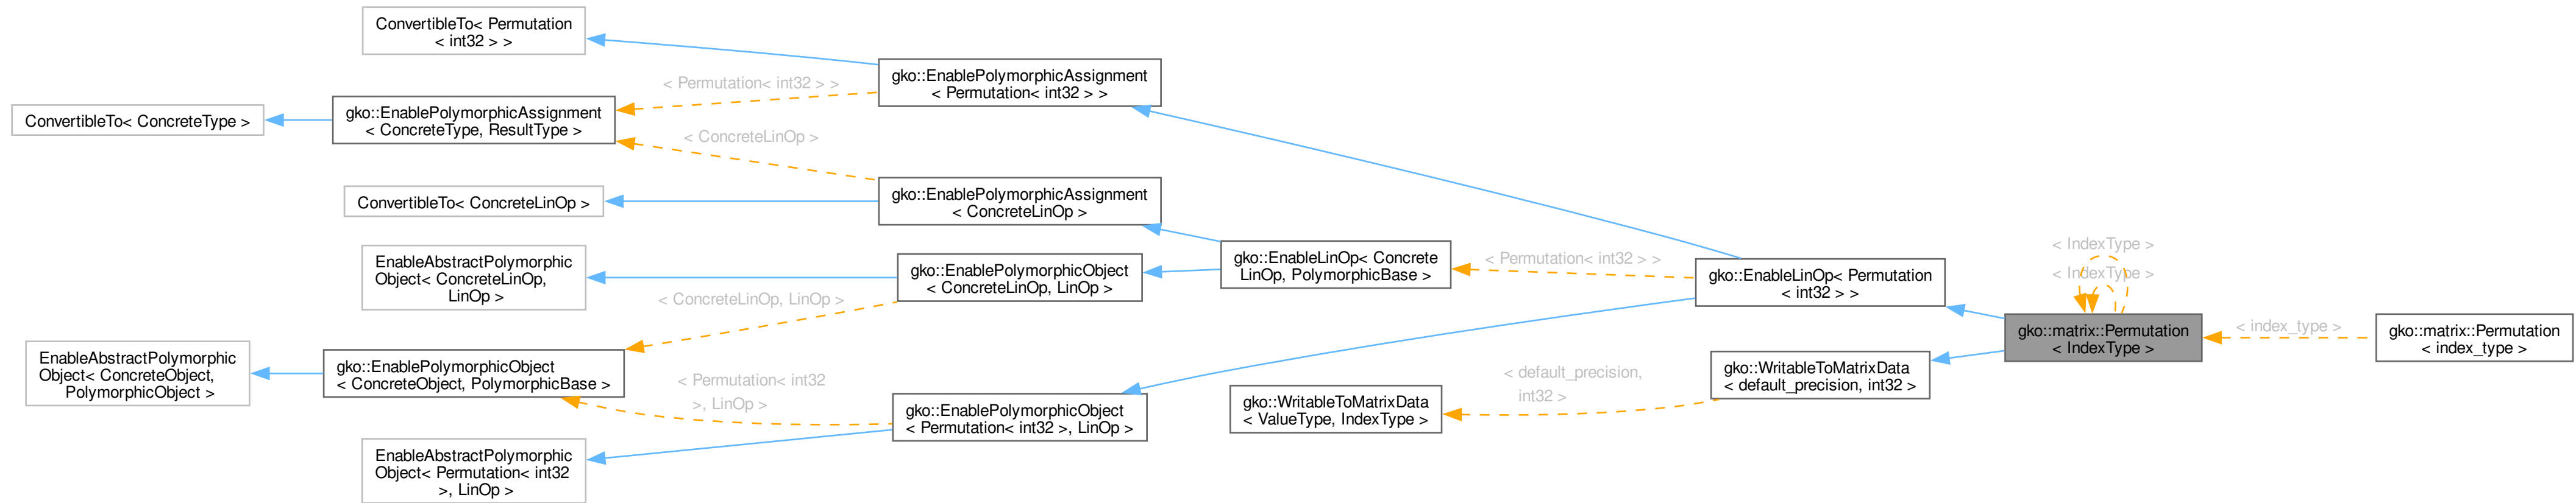 ConvertibleTo< Permutation
< int32 > >
ConvertibleTo< ConcreteType >
gko::EnablePolymorphicAssignment
< ConcreteType, ResultType >
< Permutation< int32 > >
< ConcreteLinOp >
gko::EnablePolymorphicAssignment
< Permutation< int32 > >
ConvertibleTo< ConcreteLinOp >
gko::EnablePolymorphicAssignment
< ConcreteLinOp >
EnableAbstractPolymorphic
Object< ConcreteLinOp,
LinOp >
gko::EnablePolymorphicObject
< ConcreteLinOp, LinOp >
gko::EnableLinOp< Concrete
LinOp, PolymorphicBase >
< Permutation< int32 > >
gko::EnableLinOp< Permutation
< int32 > >
< IndexType >
< IndexType >
gko::matrix::Permutation
< IndexType >
< index_type >
gko::matrix::Permutation
< index_type >
< ConcreteLinOp, LinOp >
EnableAbstractPolymorphic
Object< ConcreteObject,
PolymorphicObject >
gko::EnablePolymorphicObject
< ConcreteObject, PolymorphicBase >
< Permutation< int32
>, LinOp >
gko::EnablePolymorphicObject
< Permutation< int32 >, LinOp >
gko::WritableToMatrixData
< ValueType, IndexType >
< default_precision,
int32 >
gko::WritableToMatrixData
< default_precision, int32 >
EnableAbstractPolymorphic
Object< Permutation< int32
>, LinOp >